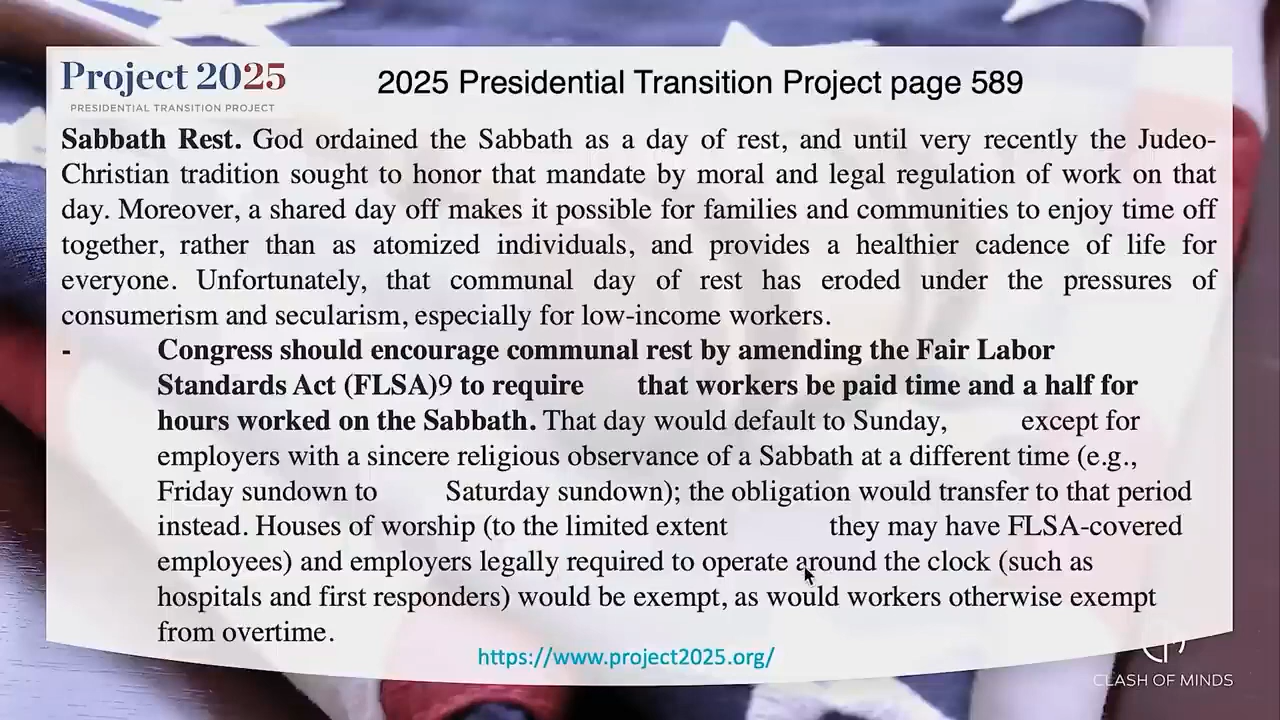 Project 2025
PRESIDENTIAL TRANSITION PROJECT
2025 Presidential Transition Project page 589
Sabbath Rest. God ordained the Sabbath as a day of rest, and until very recently the Judeo-
Christian tradition sought to honor that mandate by moral and legal regulation of work on that
day. Moreover, a shared day off makes it possible for families and communities to enjoy time off
together, rather than as atomized individuals, and provides a healthier cadence of life for
everyone. Unfortunately, that communal day of rest has eroded under the pressures of
consumerism and secularism, especially for low-income workers.
- Congress should encourage communal rest by amending the Fair Labor
Standards Act (FLSA)9 to require that workers be paid time and a half for
hours worked on the Sabbath. That day would default to Sunday, except for
employers with a sincere religious observance of a Sabbath at a different time (e.g.,
Friday sundown to Saturday sundown); the obligation would transfer to that period
instead. Houses of worship (to the limited extent they may have FLSA-covered
employees) and employers legally required to operate around the clock (such as
hospitals and first responders) would be exempt, as would workers otherwise exempt
from overtime.
https://www.project2025.org/
CLASH OF MINDS